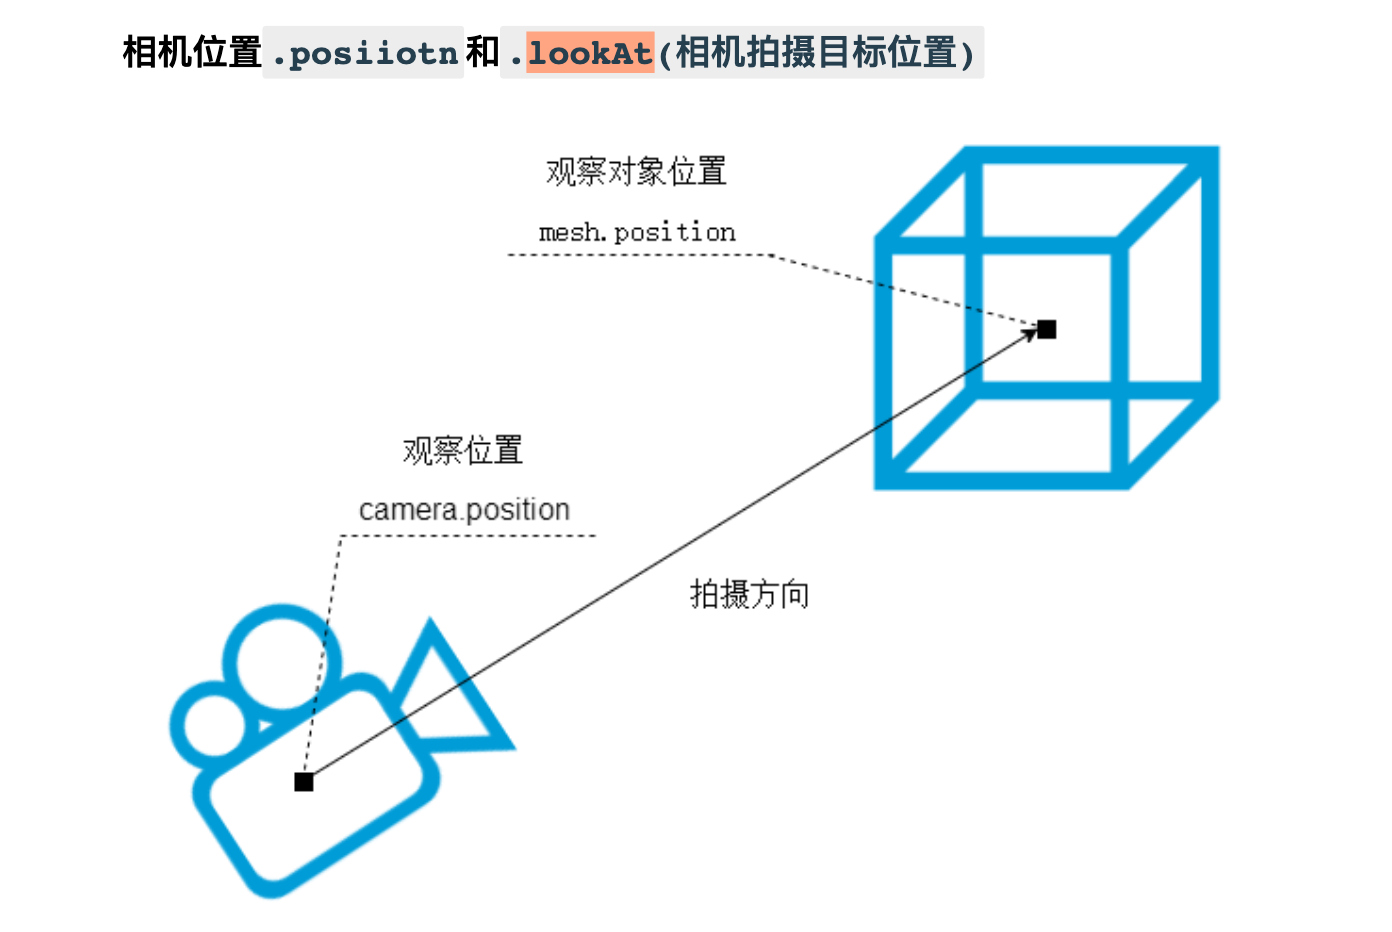 相机位置.posiiotn和.lookAt(相机拍摄目标位置)
观察对象位置
mesh.position
观察位置
camera.position
拍摄方向